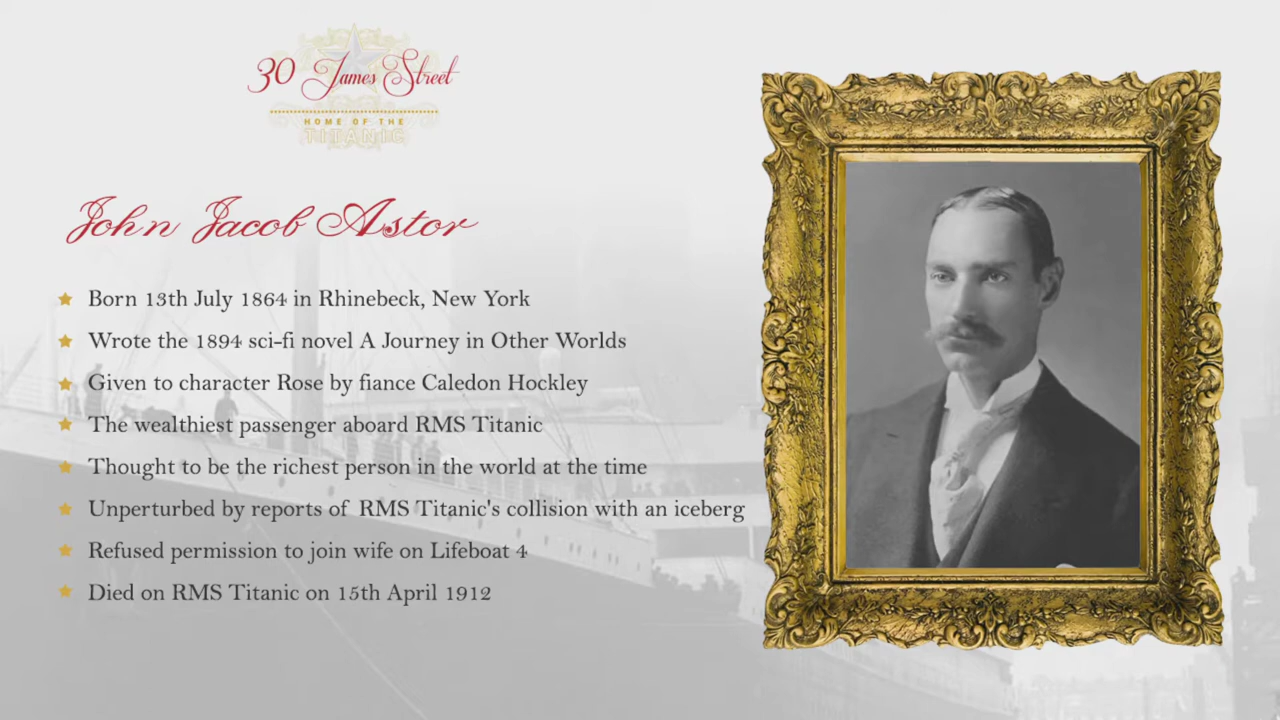 30 James Street
HOME OF THE
TITANIC
John Jacob Astor
Born 13th July 1864 in Rhinebeck, New York
Wrote the 1894 sci-fi novel A Journey in Other Worlds
Given to character Rose by fiance Caledon Hockley
The wealthiest passenger aboard RMS Titanic
Thought to be the richest person in the world at the time
Unperturbed by reports of RMS Titanic's collision with an iceberg
Refused permission to join wife on Lifeboat 4
Died on RMS Titanic on 15th April 1912